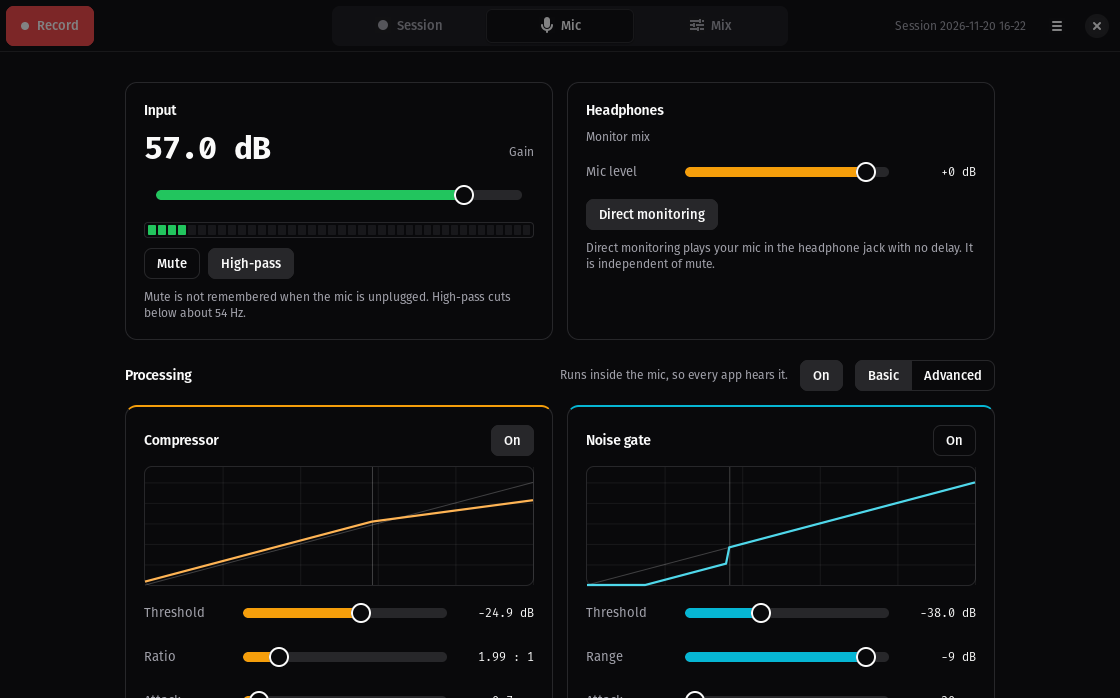 Record
Session
Mic
Mix
Session 2026-11-20 16-22
Input
57.0 dB
Gain
Mute
High-pass
Mute is not remembered when the mic is unplugged. High-pass cuts
below about 54 Hz.
Headphones
Monitor mix
Mic level
+0 dB
Direct monitoring
Direct monitoring plays your mic in the headphone jack with no delay. It
is independent of mute.
Processing
Runs inside the mic, so every app hears it.
On
Basic
Advanced
Compressor
On
Threshold
-24.9 dB
Ratio
1.99 : 1
Noise gate
On
Threshold
-38.0 dB
Range
-9 dB